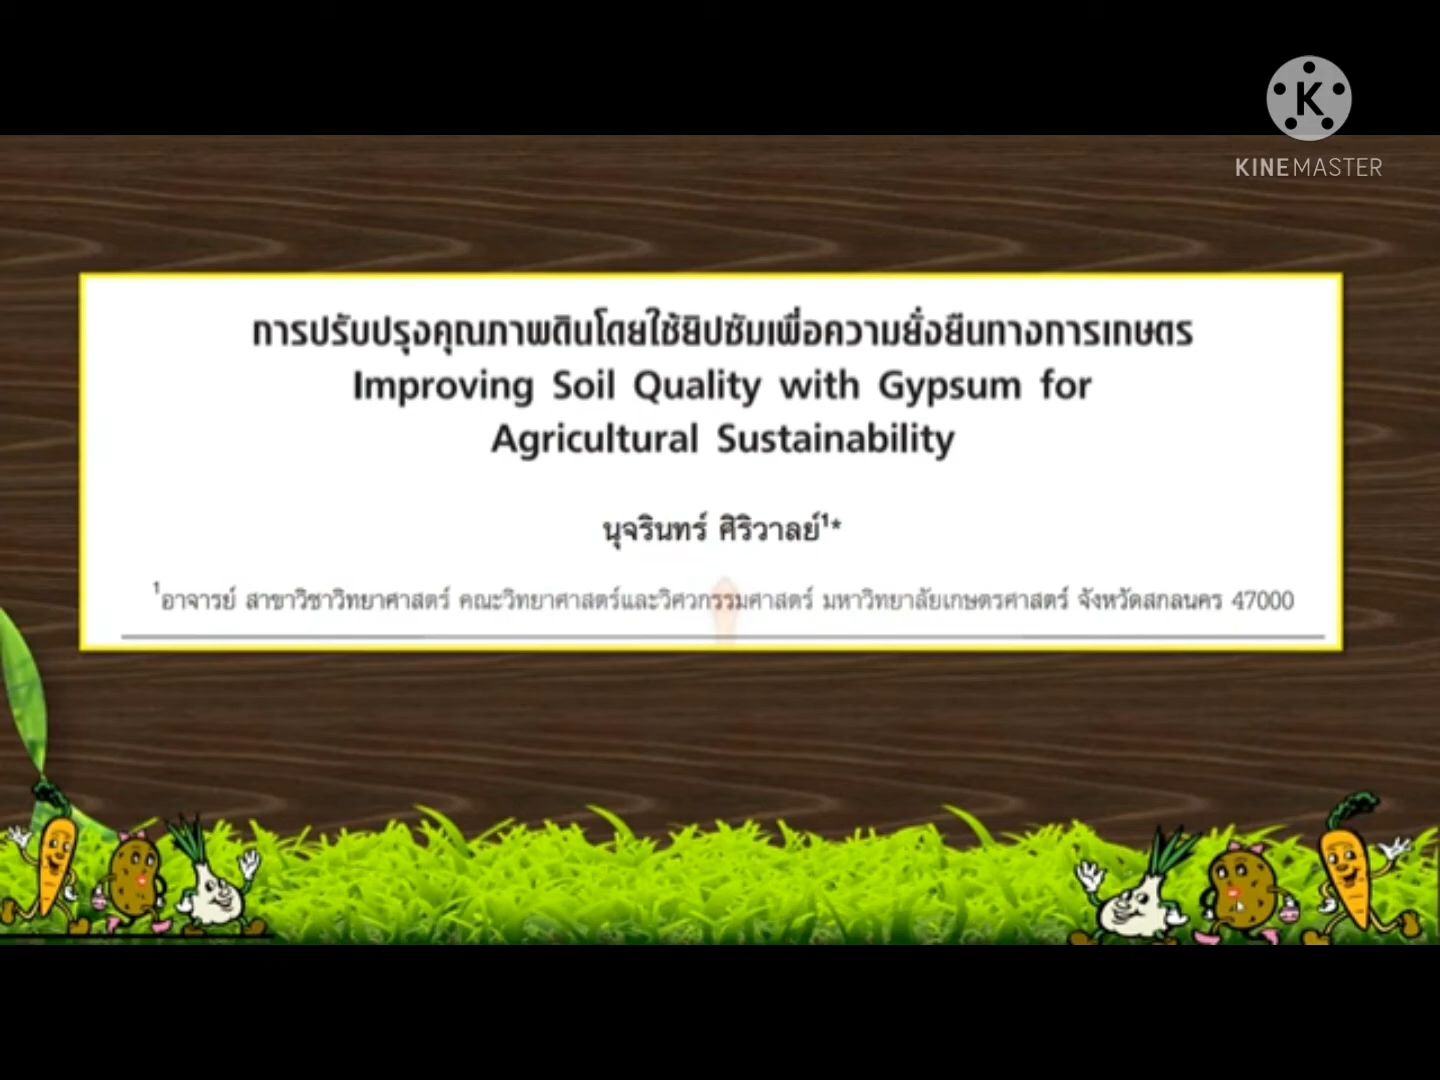 K
KINEMASTER
การปรับปรุงคุณภาพดินโดยใช้ยิปซัมเพื่อความยั่งยืนทางการเกษตร
Improving Soil Quality with Gypsum for
Agricultural Sustainability
นุจรินทร์ ศิริวาลย์¹*
¹อาจารย์ สาขาวิชาวิทยาศาสตร์ คณะวิทยาศาสตร์และวิศวกรรมศาสตร์ มหาวิทยาลัยเกษตรศาสตร์ จังหวัดสกลนคร 47000